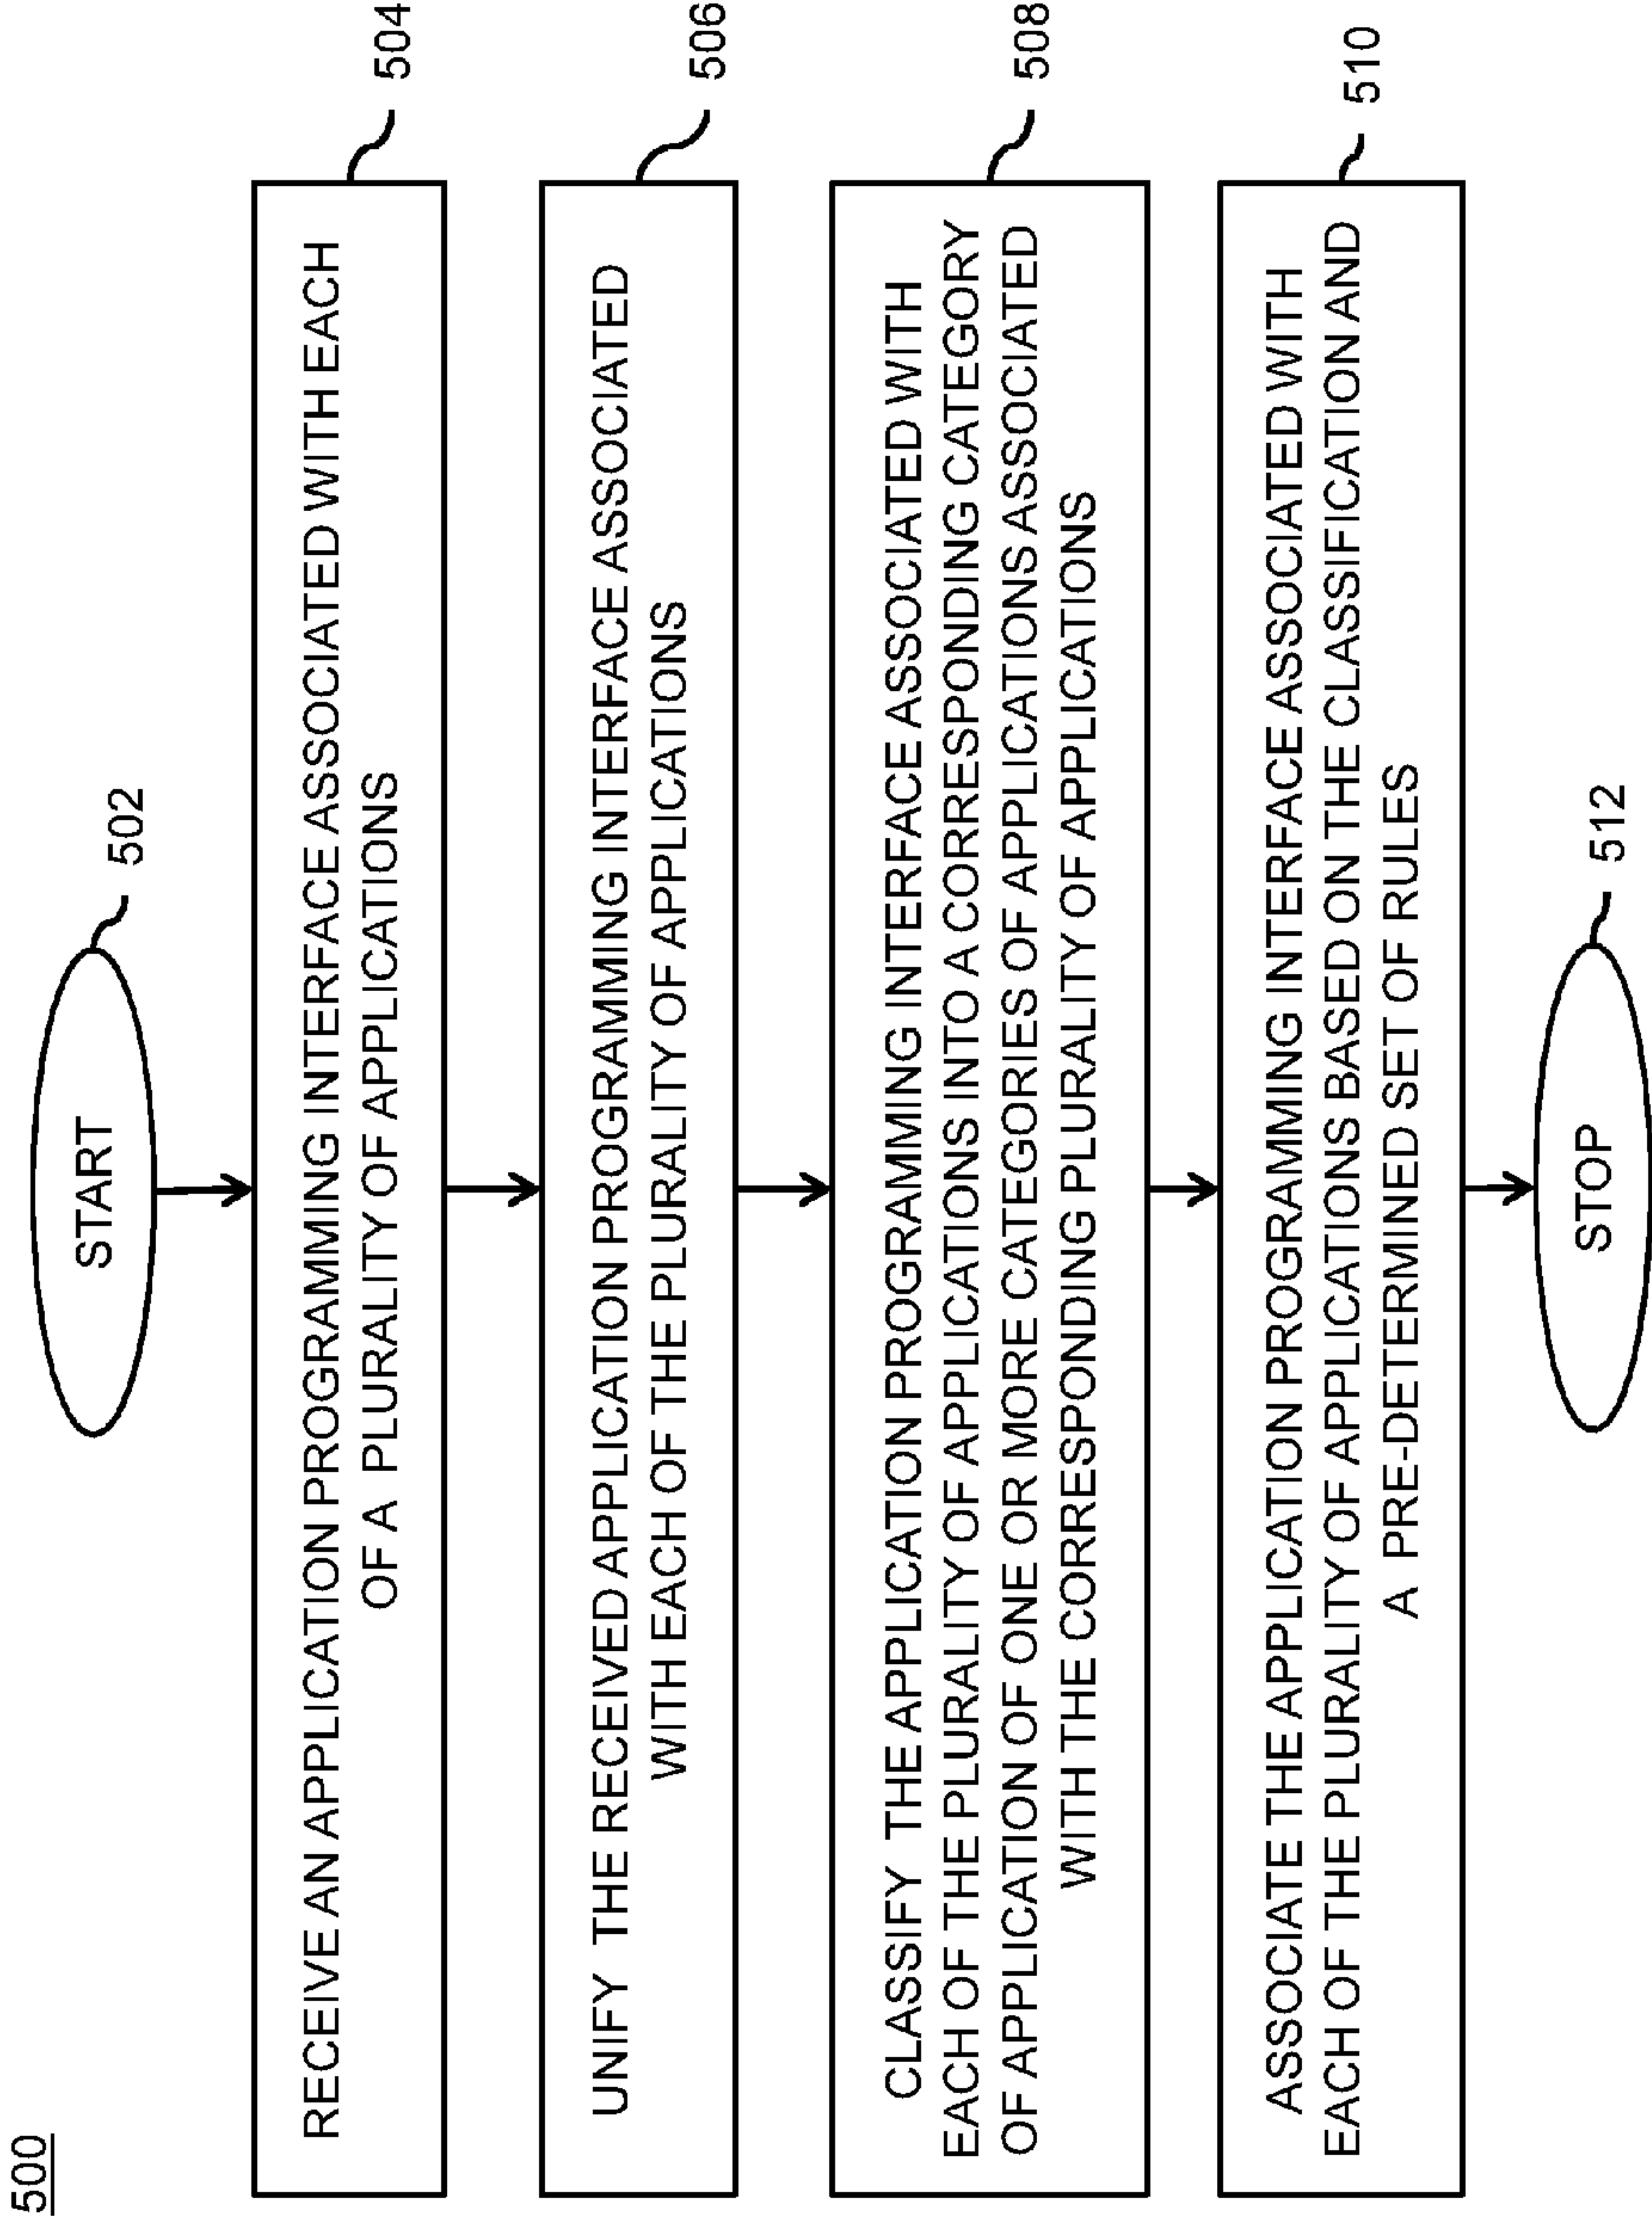 500
START
502
RECEIVE AN APPLICATION PROGRAMMING INTERFACE ASSOCIATED WITH EACH
OF A PLURALITY OF APPLICATIONS
504
UNIFY THE RECEIVED APPLICATION PROGRAMMING INTERFACE ASSOCIATED
WITH EACH OF THE PLURALITY OF APPLICATIONS
506
CLASSIFY THE APPLICATION PROGRAMMING INTERFACE ASSOCIATED WITH
EACH OF THE PLURALITY OF APPLICATIONS INTO A CORRESPONDING CATEGORY
OF APPLICATION OF ONE OR MORE CATEGORIES OF APPLICATIONS ASSOCIATED
WITH THE CORRESPONDING PLURALITY OF APPLICATIONS
508
ASSOCIATE THE APPLICATION PROGRAMMING INTERFACE ASSOCIATED WITH
EACH OF THE PLURALITY OF APPLICATIONS BASED ON THE CLASSIFICATION AND
A PRE-DETERMINED SET OF RULES
510
STOP
512